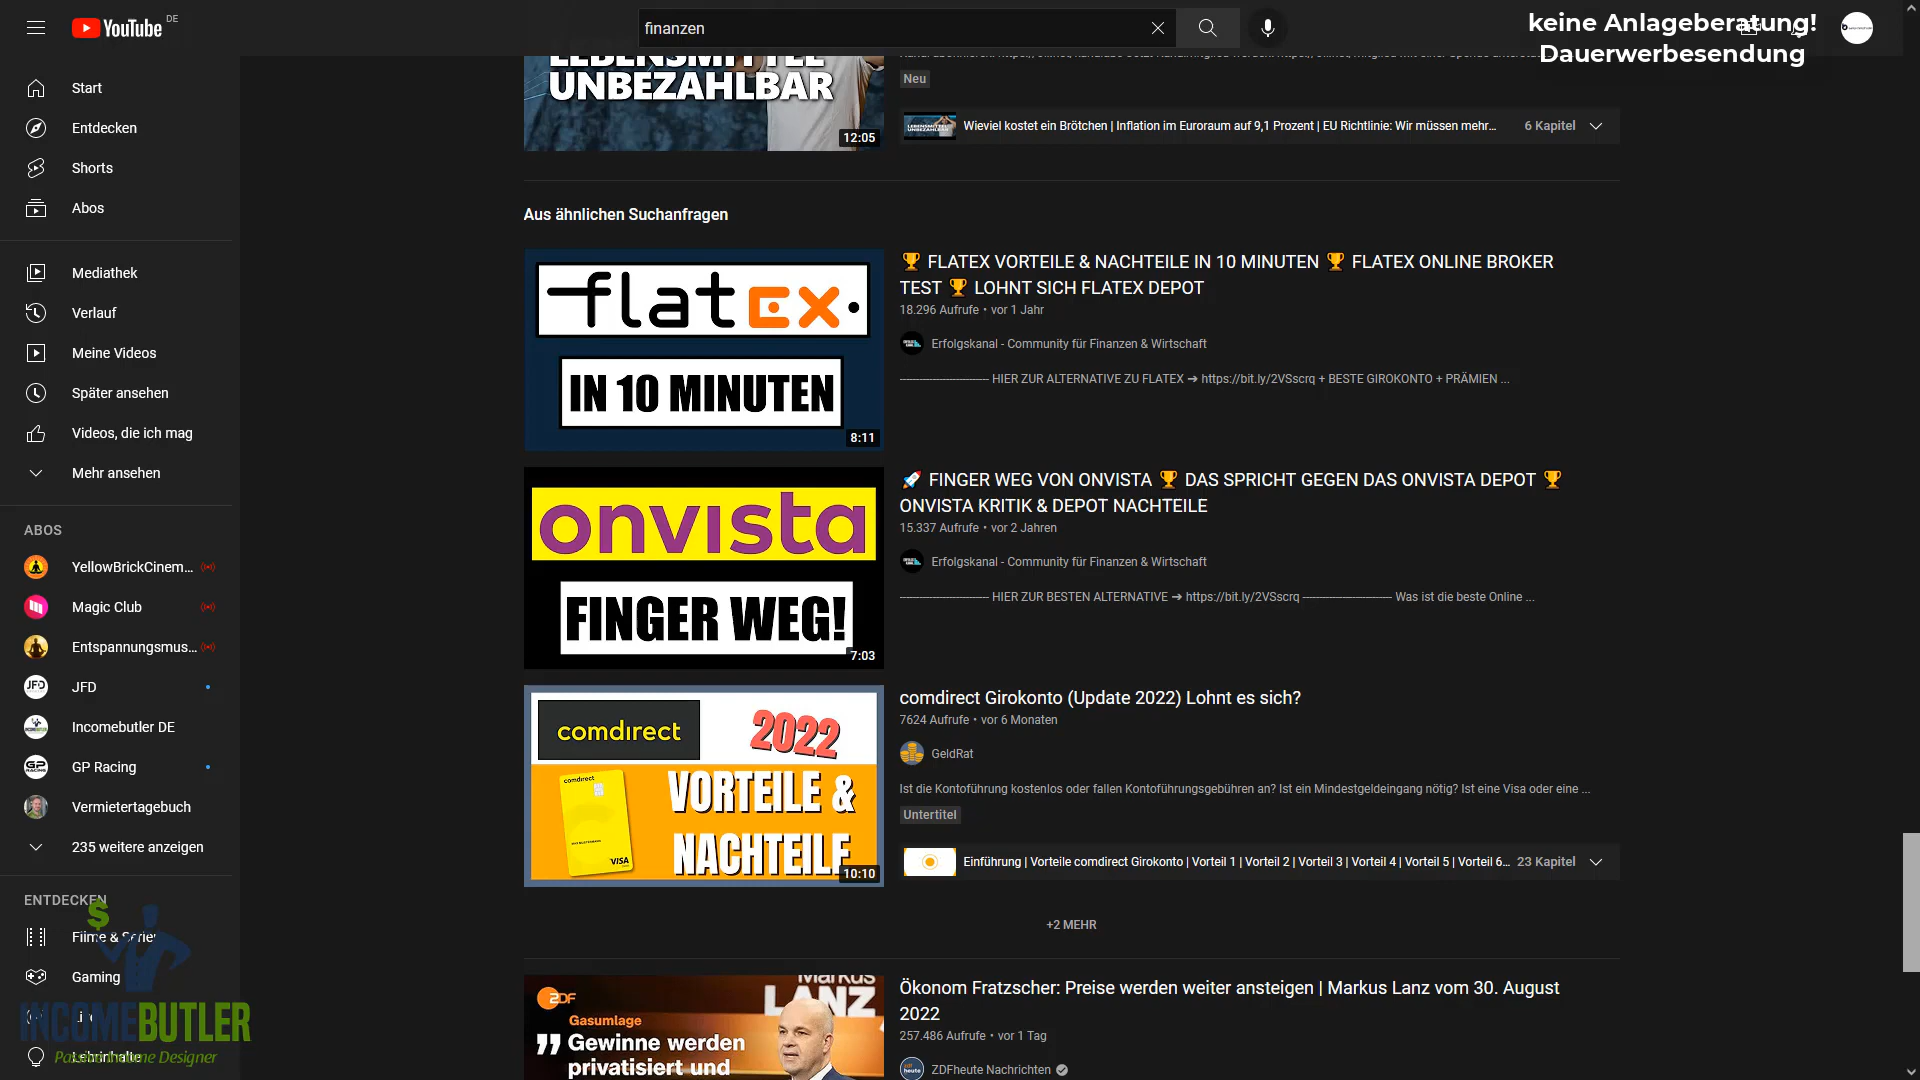 YouTube DE
finanzen
keine Anlageberatung!
Dauerwerbesendung
Start
Entdecken
Shorts
Abos
Mediathek
Verlauf
Meine Videos
Später ansehen
Videos, die ich mag
Mehr ansehen
ABOS
YellowBrickCinem...
Magic Club
Entspannungsmus...
JFD
Incomebutler DE
GP Racing
Vermietertagebuch
235 weitere anzeigen
ENTDECKEN
Filme & Serien
Gaming
INCOMEBUTLER
Passive Income Designer
UNBEZAHLBAR
12:05
Neu
Wieviel kostet ein Brötchen | Inflation im Euroraum auf 9,1 Prozent | EU Richtlinie: Wir müssen mehr...
6 Kapitel
Aus ähnlichen Suchanfragen
flatex
IN 10 MINUTEN
8:11
🏆 FLATEX VORTEILE & NACHTEILE IN 10 MINUTEN 🏆 FLATEX ONLINE BROKER
TEST 🏆 LOHNT SICH FLATEX DEPOT
18.296 Aufrufe • vor 1 Jahr
Erfolgskanal - Community für Finanzen & Wirtschaft
------------------------- HIER ZUR ALTERNATIVE ZU FLATEX ➔ https://bit.ly/2VSscrq + BESTE GIROKONTO + PRÄMIEN ...
onvista
FINGER WEG!
7:03
🚀 FINGER WEG VON ONVISTA 🏆 DAS SPRICHT GEGEN DAS ONVISTA DEPOT 🏆
ONVISTA KRITIK & DEPOT NACHTEILE
15.337 Aufrufe • vor 2 Jahren
Erfolgskanal - Community für Finanzen & Wirtschaft
------------------------- HIER ZUR BESTEN ALTERNATIVE ➔ https://bit.ly/2VSscrq ------------------------- Was ist die beste Online ...
comdirect
2022
comdirect
VISA
VORTEILE &
NACHTEILE
10:10
comdirect Girokonto (Update 2022) Lohnt es sich?
7624 Aufrufe • vor 6 Monaten
GeldRat
Ist die Kontoführung kostenlos oder fallen Kontoführungsgebühren an? Ist ein Mindestgeldeingang nötig? Ist eine Visa oder eine ...
Untertitel
Einführung | Vorteile comdirect Girokonto | Vorteil 1 | Vorteil 2 | Vorteil 3 | Vorteil 4 | Vorteil 5 | Vorteil 6...
23 Kapitel
+2 MEHR
ZDF
Markus
LANZ
Gasumlage
" Gewinne werden
privatisiert und
Ökonom Fratzscher: Preise werden weiter ansteigen | Markus Lanz vom 30. August
2022
257.486 Aufrufe • vor 1 Tag
ZDFheute Nachrichten